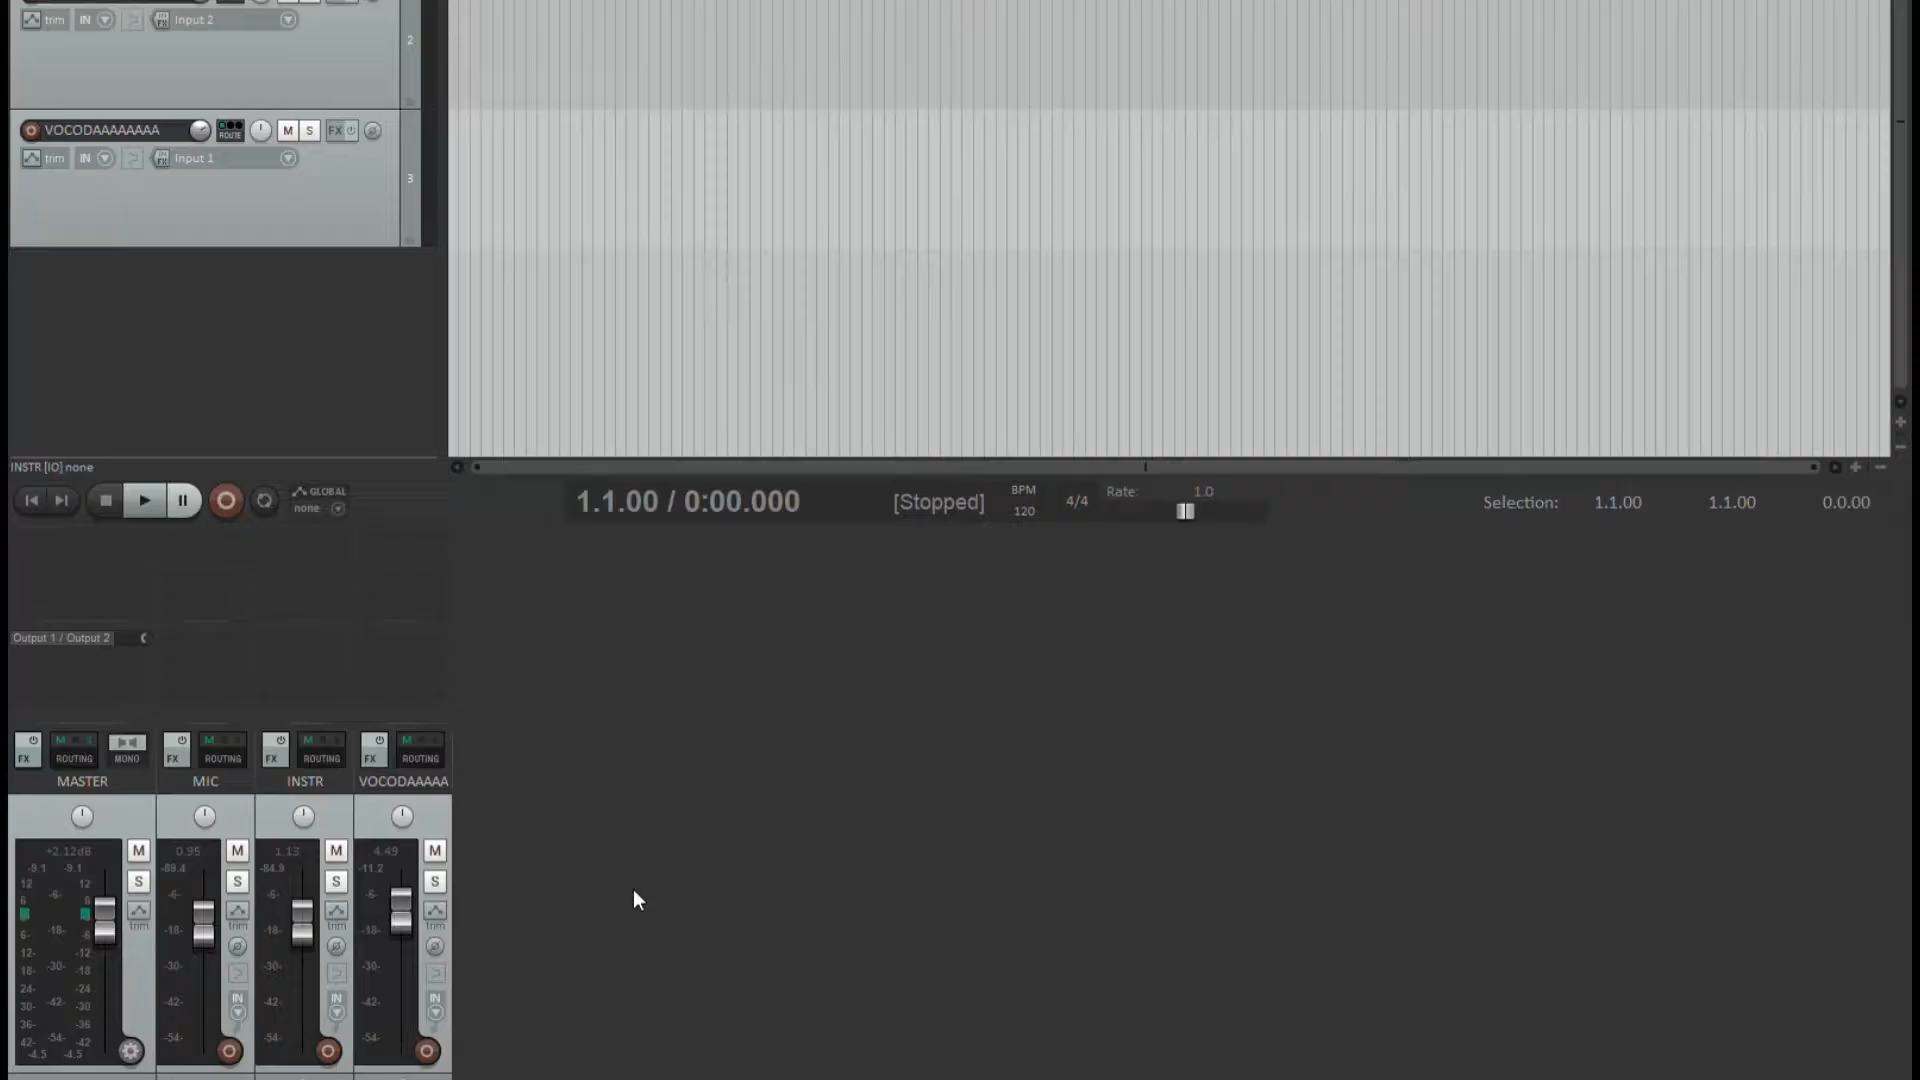 trim IN FX Input 2
2
VOCODAAAAAAAA ROUTE M S FX
trim IN FX Input 1
3
INSTR [IO] none
GLOBAL
none
1.1.00 / 0:00.000 [Stopped] BPM 120 4/4 Rate: 1.0 Selection: 1.1.00 1.1.00 0.0.00
Output 1 / Output 2
FX M ROUTING MONO FX M ROUTING FX M ROUTING FX M ROUTING
MASTER MIC INSTR VOCODAAAAA
+2.12dB M 0.95 M 1.13 M 4.49 M
-9.1 -9.1 -89.4 -84.9 -11.2
12 12 S S S S
6 -6- 6 -6- -6- -6-
trim trim trim trim
6- -18- -6 -18- -18- -18-
12- -12
18- -30- -18 -30- -30- -30-
24- -24
30- -42- -30 -42- IN -42- IN -42- IN
36- -36
42- -54- -42 -54- -54- -54-
-4.5 -4.5